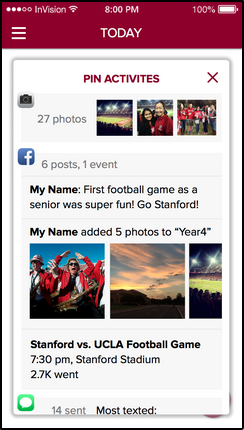 InVision 8:00 PM 100%
TODAY
PIN ACTIVITES
27 photos
6 posts, 1 event
My Name: First football game as a
senior was super fun! Go Stanford!
My Name added 5 photos to “Year4”
Stanford vs. UCLA Football Game
7:30 pm, Stanford Stadium
2.7K went
14 sent Most texted: